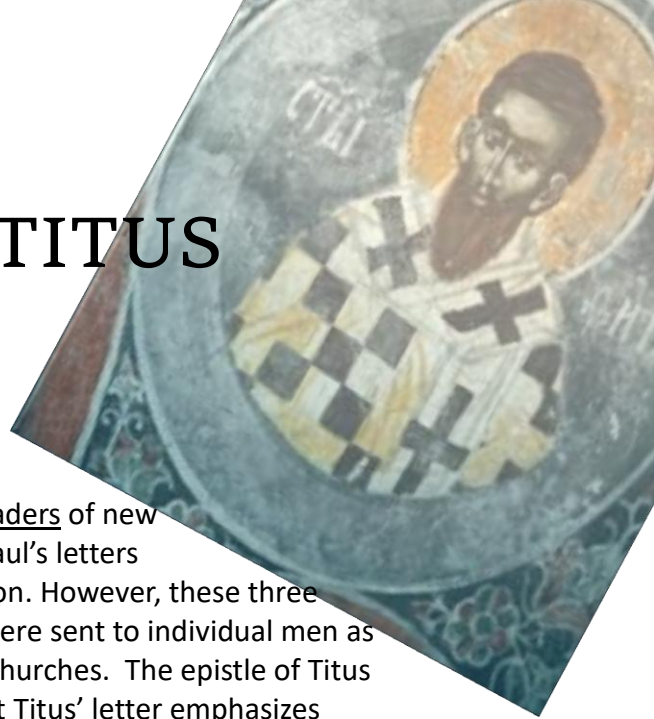 СТЫ
TITUS
aders of new
aul’s letters
on. However, these three
ere sent to individual men as
hurches. The epistle of Titus
t Titus’ letter emphasizes